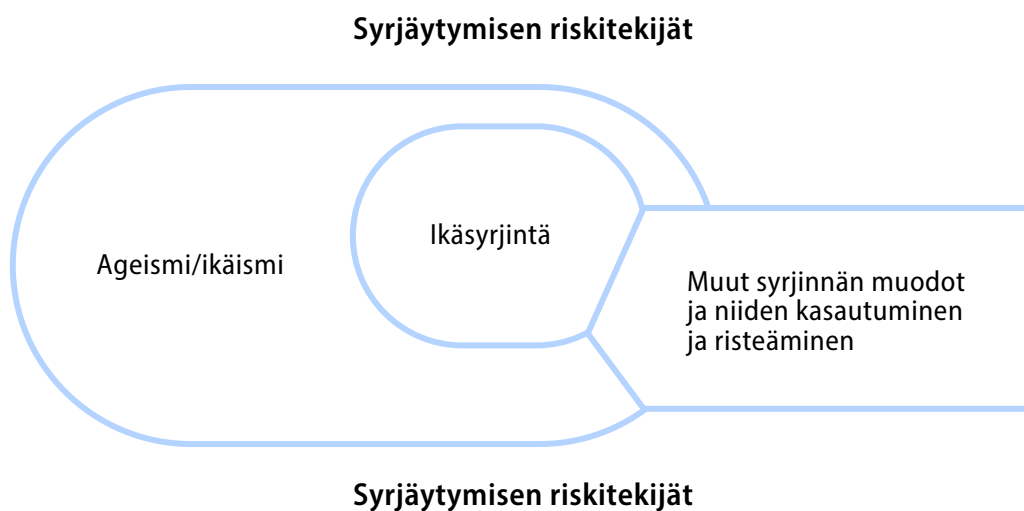 Syrjäytymisen riskitekijät
Ageismi/ikäismi
Ikäsyrjintä
Muut syrjinnän muodot
ja niiden kasautuminen
ja risteäminen
Syrjäytymisen riskitekijät